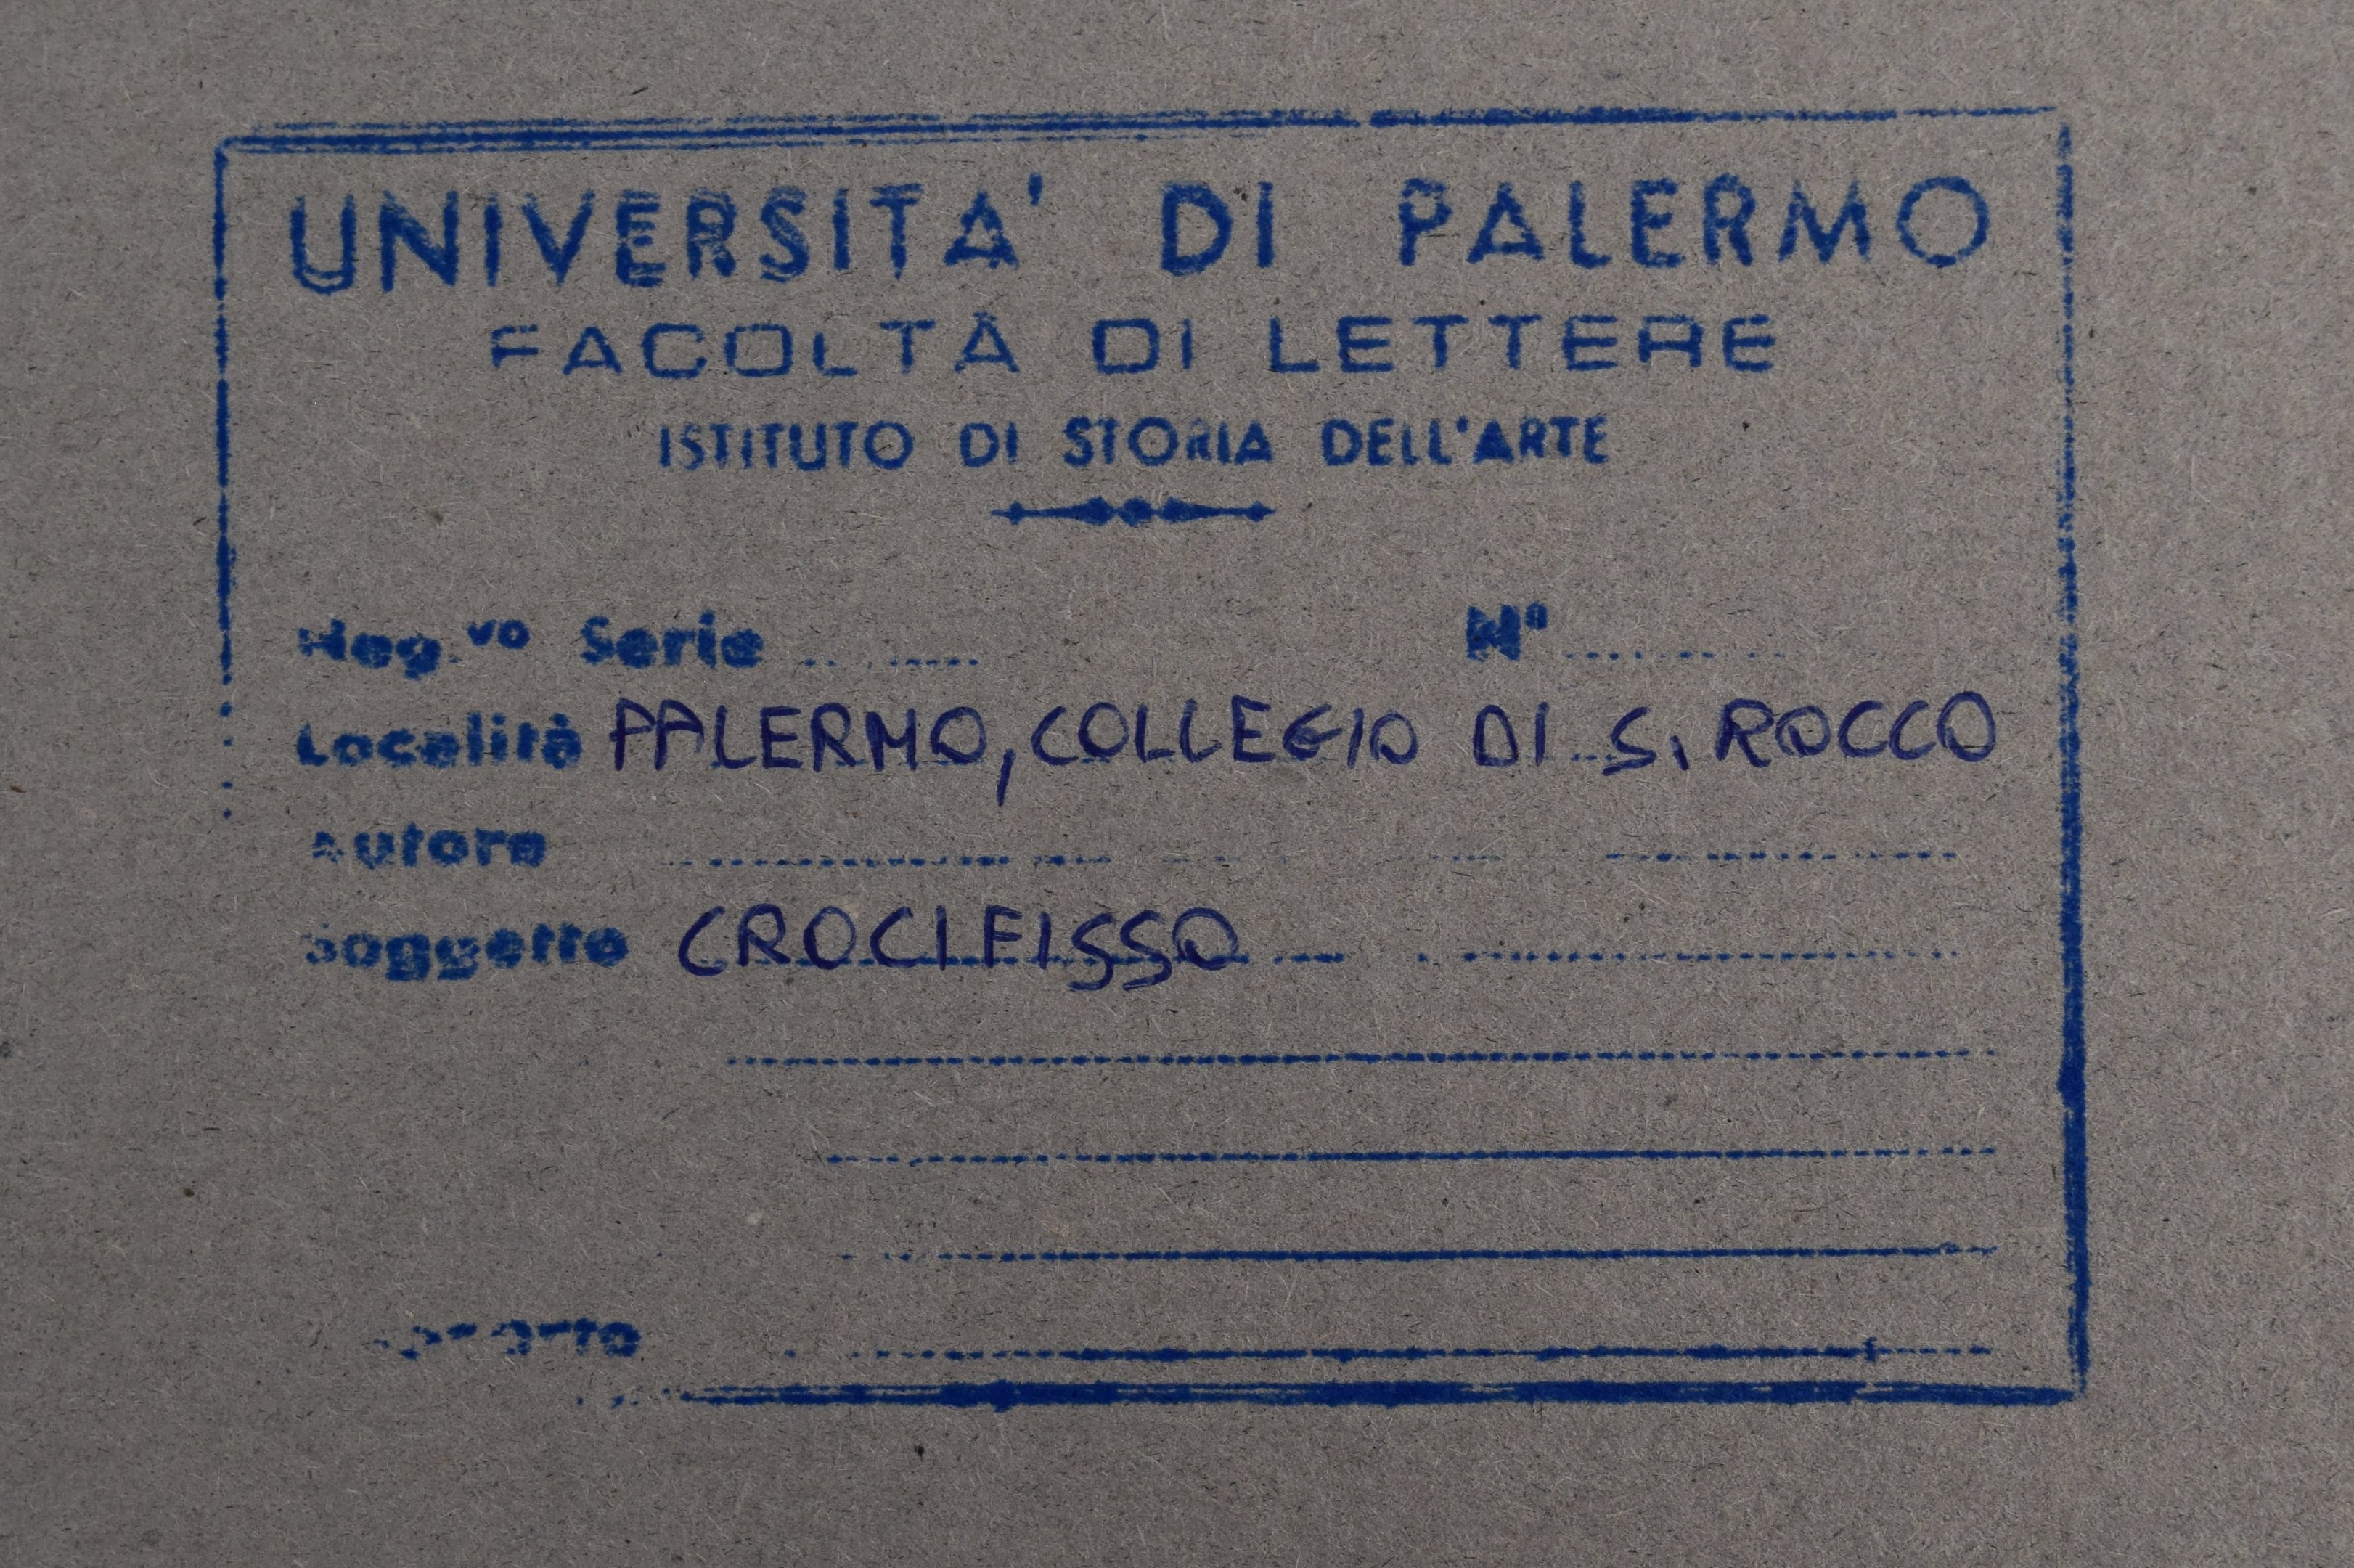 UNIVERSITA' DI PALERMO
FACOLTÀ DI LETTERE
ISTITUTO DI STORIA DELL'ARTE
Neg.vo Serie ........ N° ........
Località PALERMO, COLLEGIO DI S. ROCCO
Autore
Soggetto CROCIFISSO